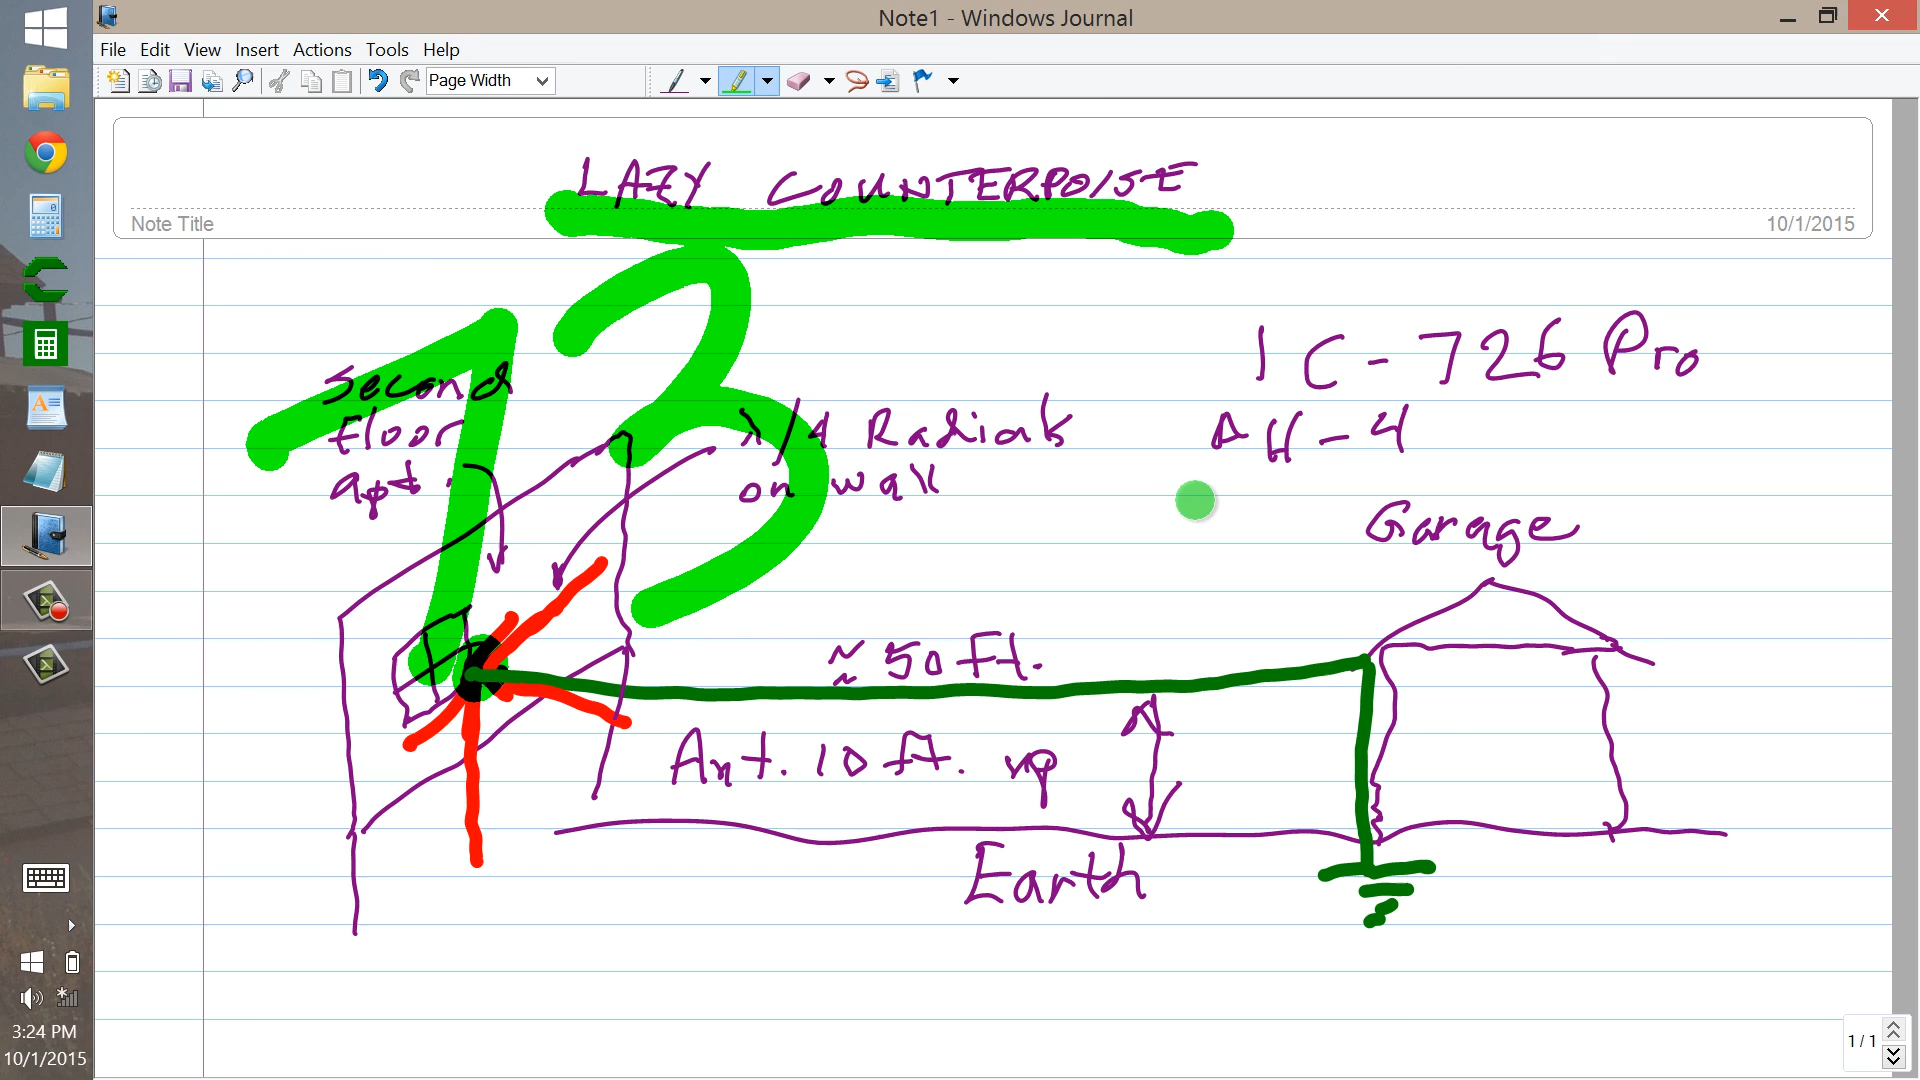 Note1 - Windows Journal
File Edit View Insert Actions Tools Help
Page Width
LAZY COUNTERPOISE
Note Title
10/1/2015
73
IC-726 Pro
AH-4
Second
Floor
apt.
λ/4 Radials
on wall
Garage
≈ 50 Ft.
Ant. 10 ft. up
Earth
3:24 PM
10/1/2015
1 / 1